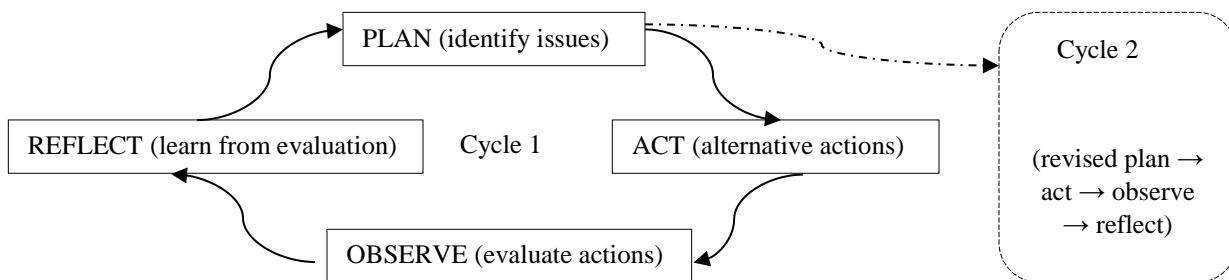 PLAN (identify issues)
Cycle 2
REFLECT (learn from evaluation)
Cycle 1
ACT (alternative actions)
(revised plan →
act → observe
→ reflect)
OBSERVE (evaluate actions)